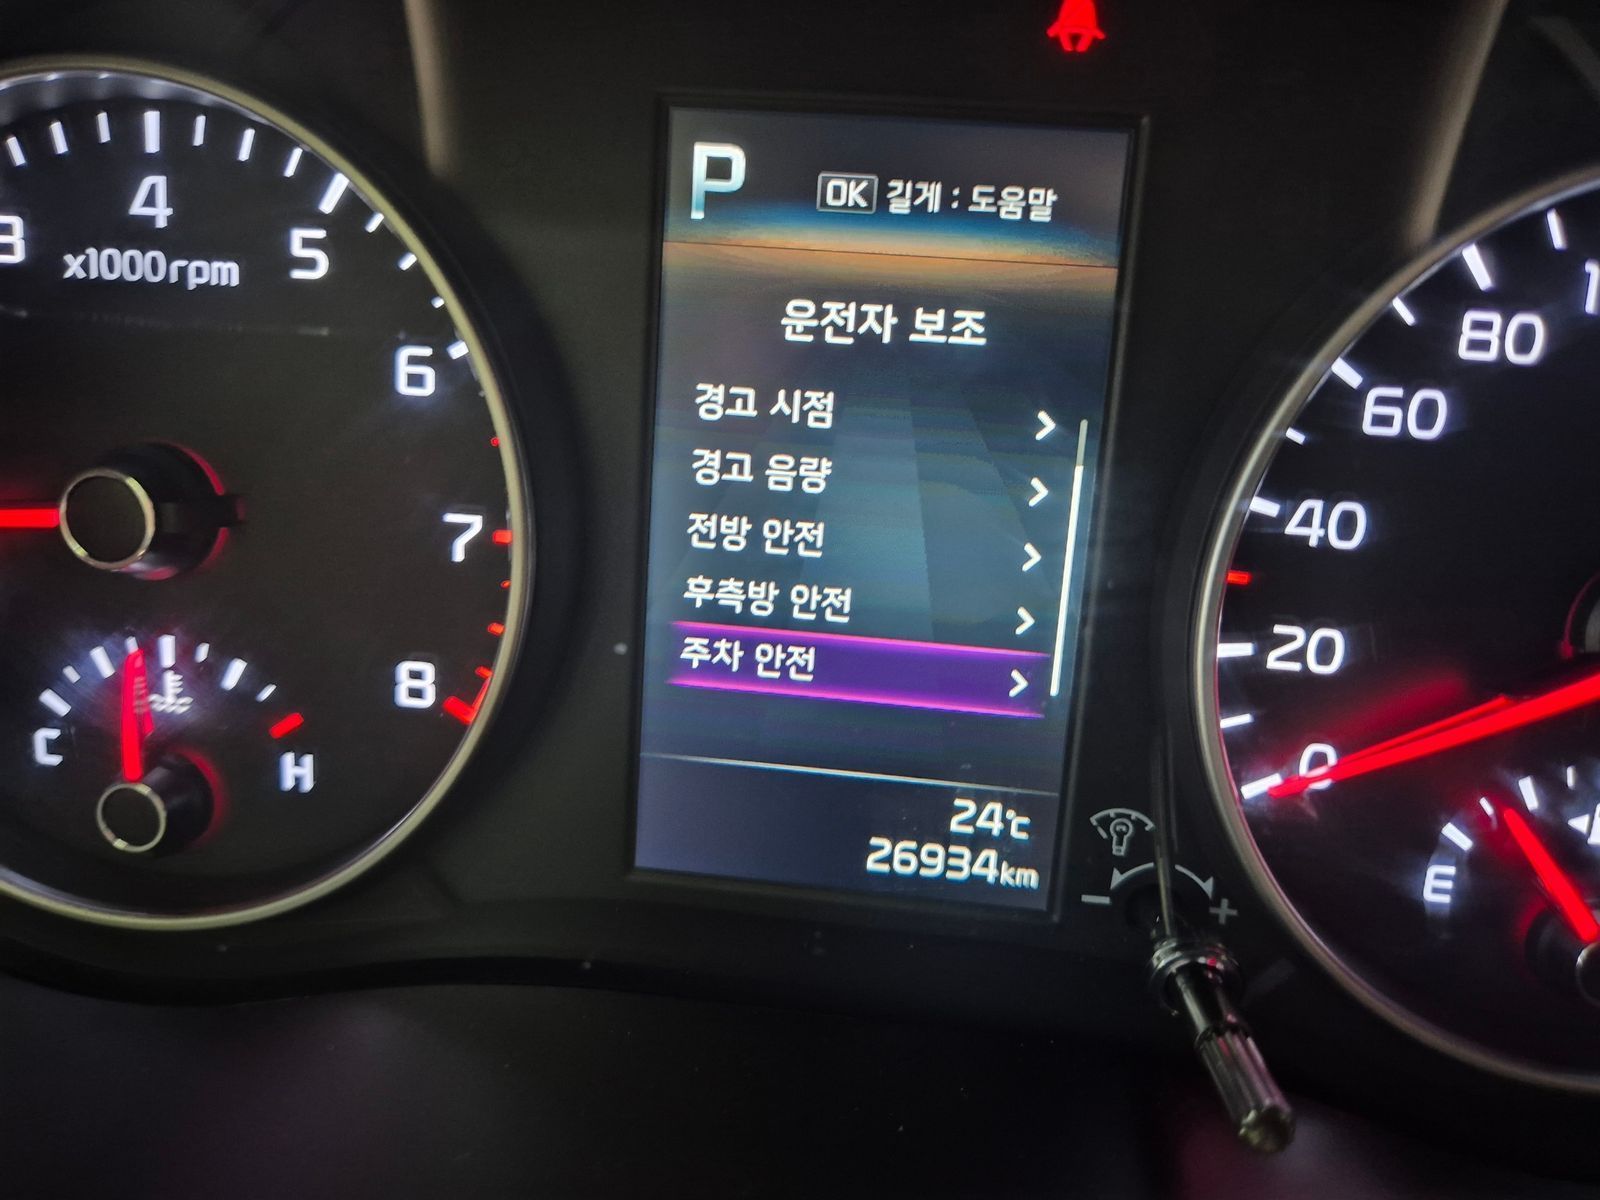 P
OK 길게 : 도움말
운전자 보조
경고 시점
경고 음량
전방 안전
후측방 안전
주차 안전
24℃
26934km
3
4
5
x1000rpm
6
7
8
C
H
80
60
40
20
0
E
-
+